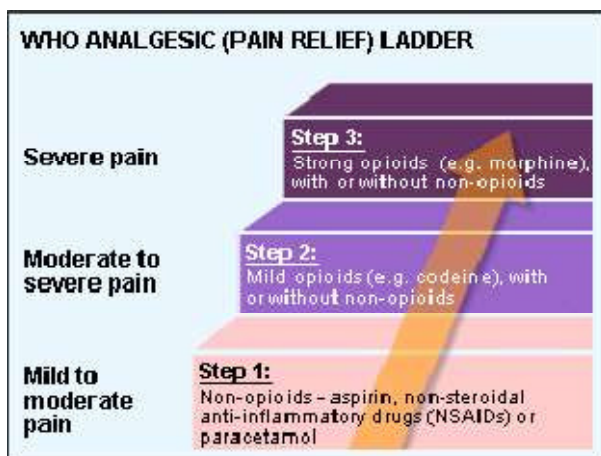 WHO ANALGESIC (PAIN RELIEF) LADDER
Severe pain
Step 3:
Strong opioids (e.g. morphine),
with or without non-opioids
Moderate to
severe pain
Step 2:
Mild opioids (e.g. codeine), with
or without non-opioids
Mild to
moderate
pain
Step 1:
Non-opioids – aspirin, non-steroidal
anti-inflammatory drugs (NSAIDs) or
paracetamol